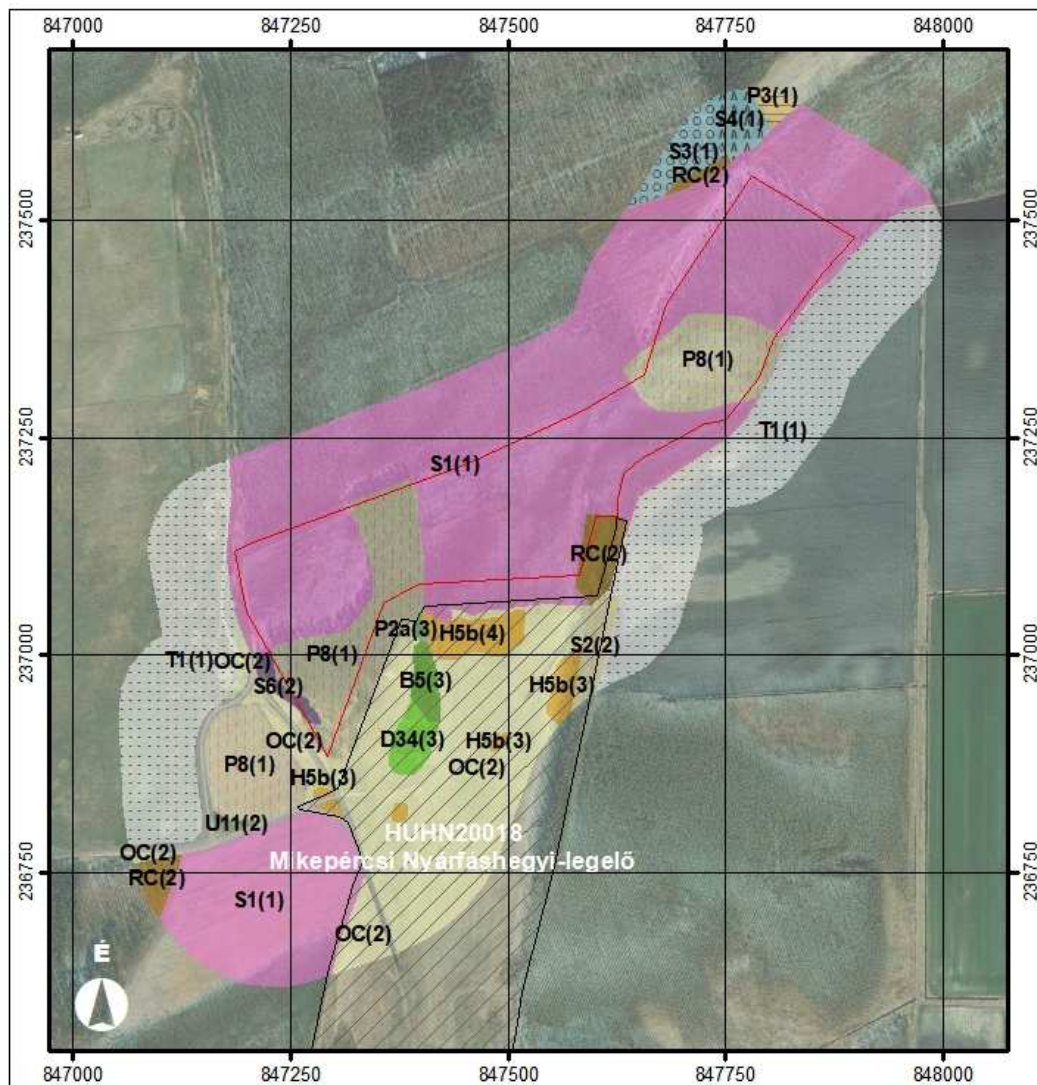 847000 847250 847500 847750 848000
P3(1)
S4(1)
S3(1)
RC(2)
237500 237500
P8(1)
T1(1)
237250 237250
S1(1)
RC(2)
P2a(3)
H5b(4)
S2(2)
P8(1)
T1(1)OC(2)
237000 237000
S6(2)
B5(3)
H5b(3)
OC(2)
D34(3)
H5b(3)
P8(1)
OC(2)
H5b(3)
U11(2)
HUHN20018
Mikepércsi Nyárfáshegyi-legelő
OC(2)
236750 236750
RC(2)
S1(1)
OC(2)
É
847000 847250 847500 847750 848000